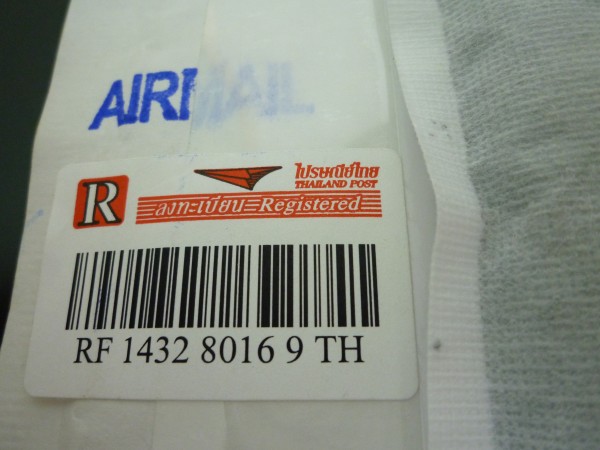 AIRMAIL
ไปรษณีย์ไทย
THAILAND POST
R
ลงทะเบียน Registered
RF 1432 8016 9 TH